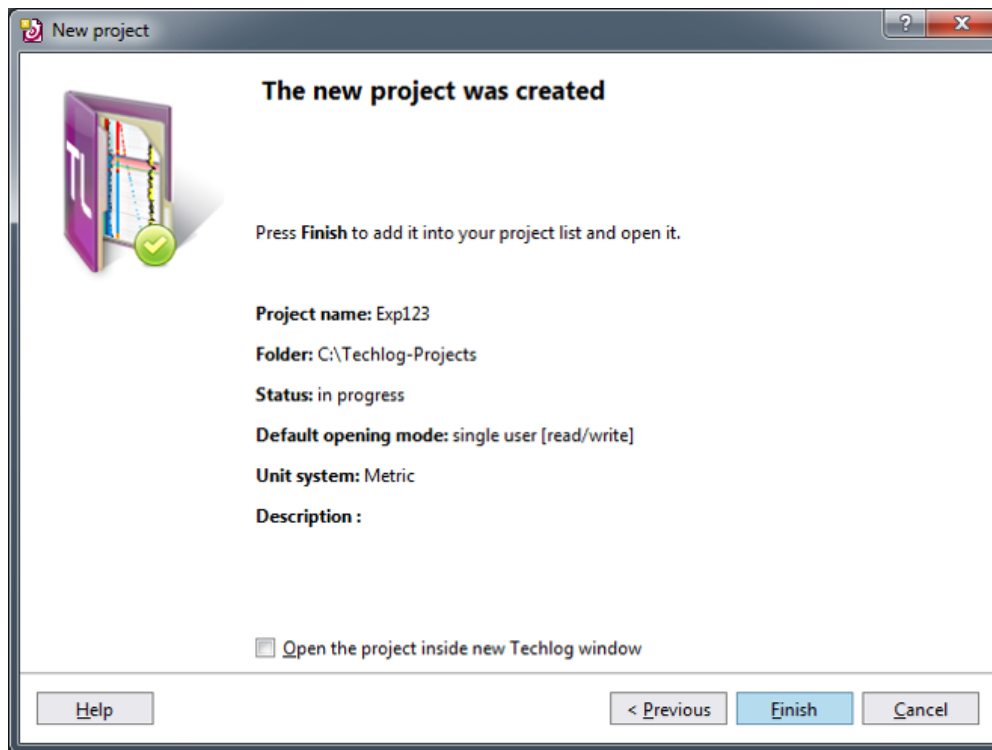 New project
The new project was created
TL
Press Finish to add it into your project list and open it.
Project name: Exp123
Folder: C:\Techlog-Projects
Status: in progress
Default opening mode: single user [read/write]
Unit system: Metric
Description :
Open the project inside new Techlog window
Help
< Previous
Finish
Cancel